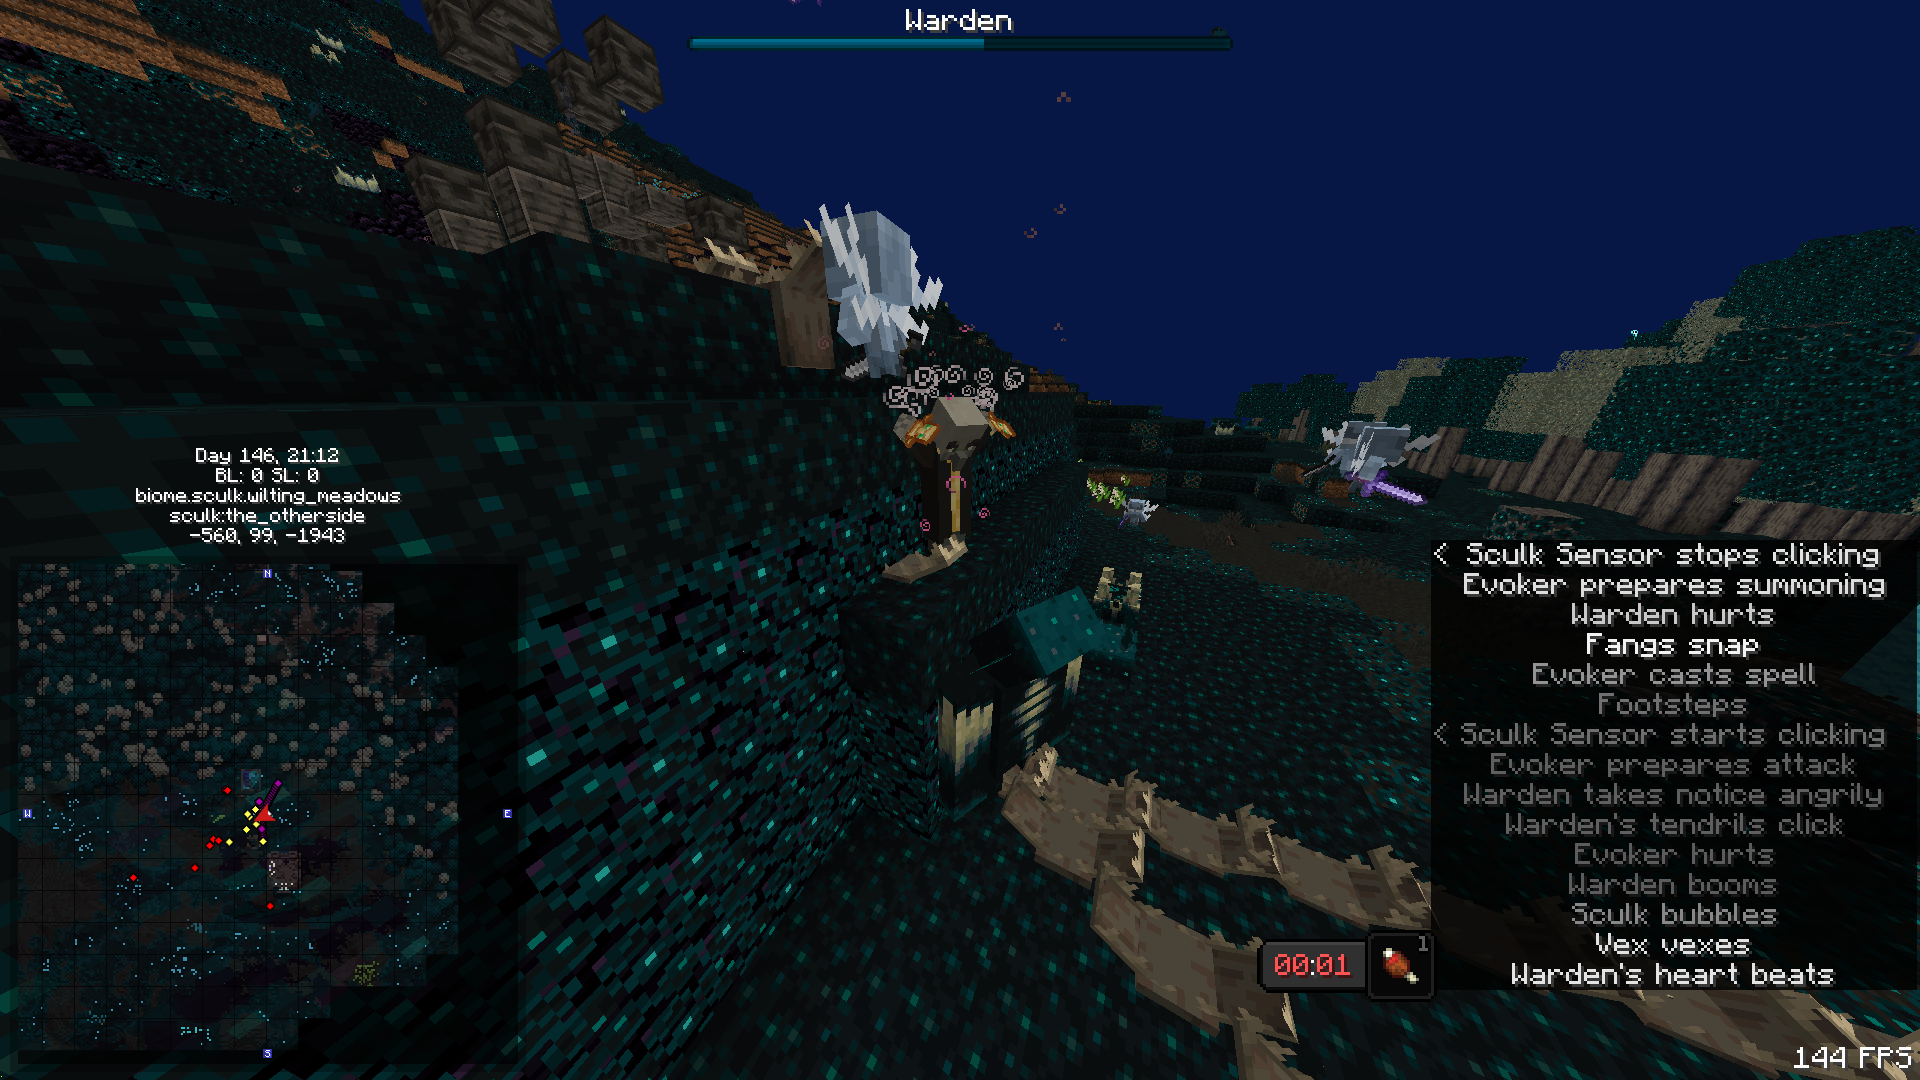 Warden
Day 146, 21:12
BL: 0 SL: 0
biome.sculk.wilting_meadows
sculk:the_otherside
-560, 99, -1943
N
W
E
S
< Sculk Sensor stops clicking
Evoker prepares summoning
Warden hurts
Fangs snap
Evoker casts spell
Footsteps
< Sculk Sensor starts clicking
Evoker prepares attack
Warden takes notice angrily
Warden's tendrils click
Evoker hurts
Warden booms
Sculk bubbles
Vex vexes
Warden's heart beats
00:01
1
144 FPS